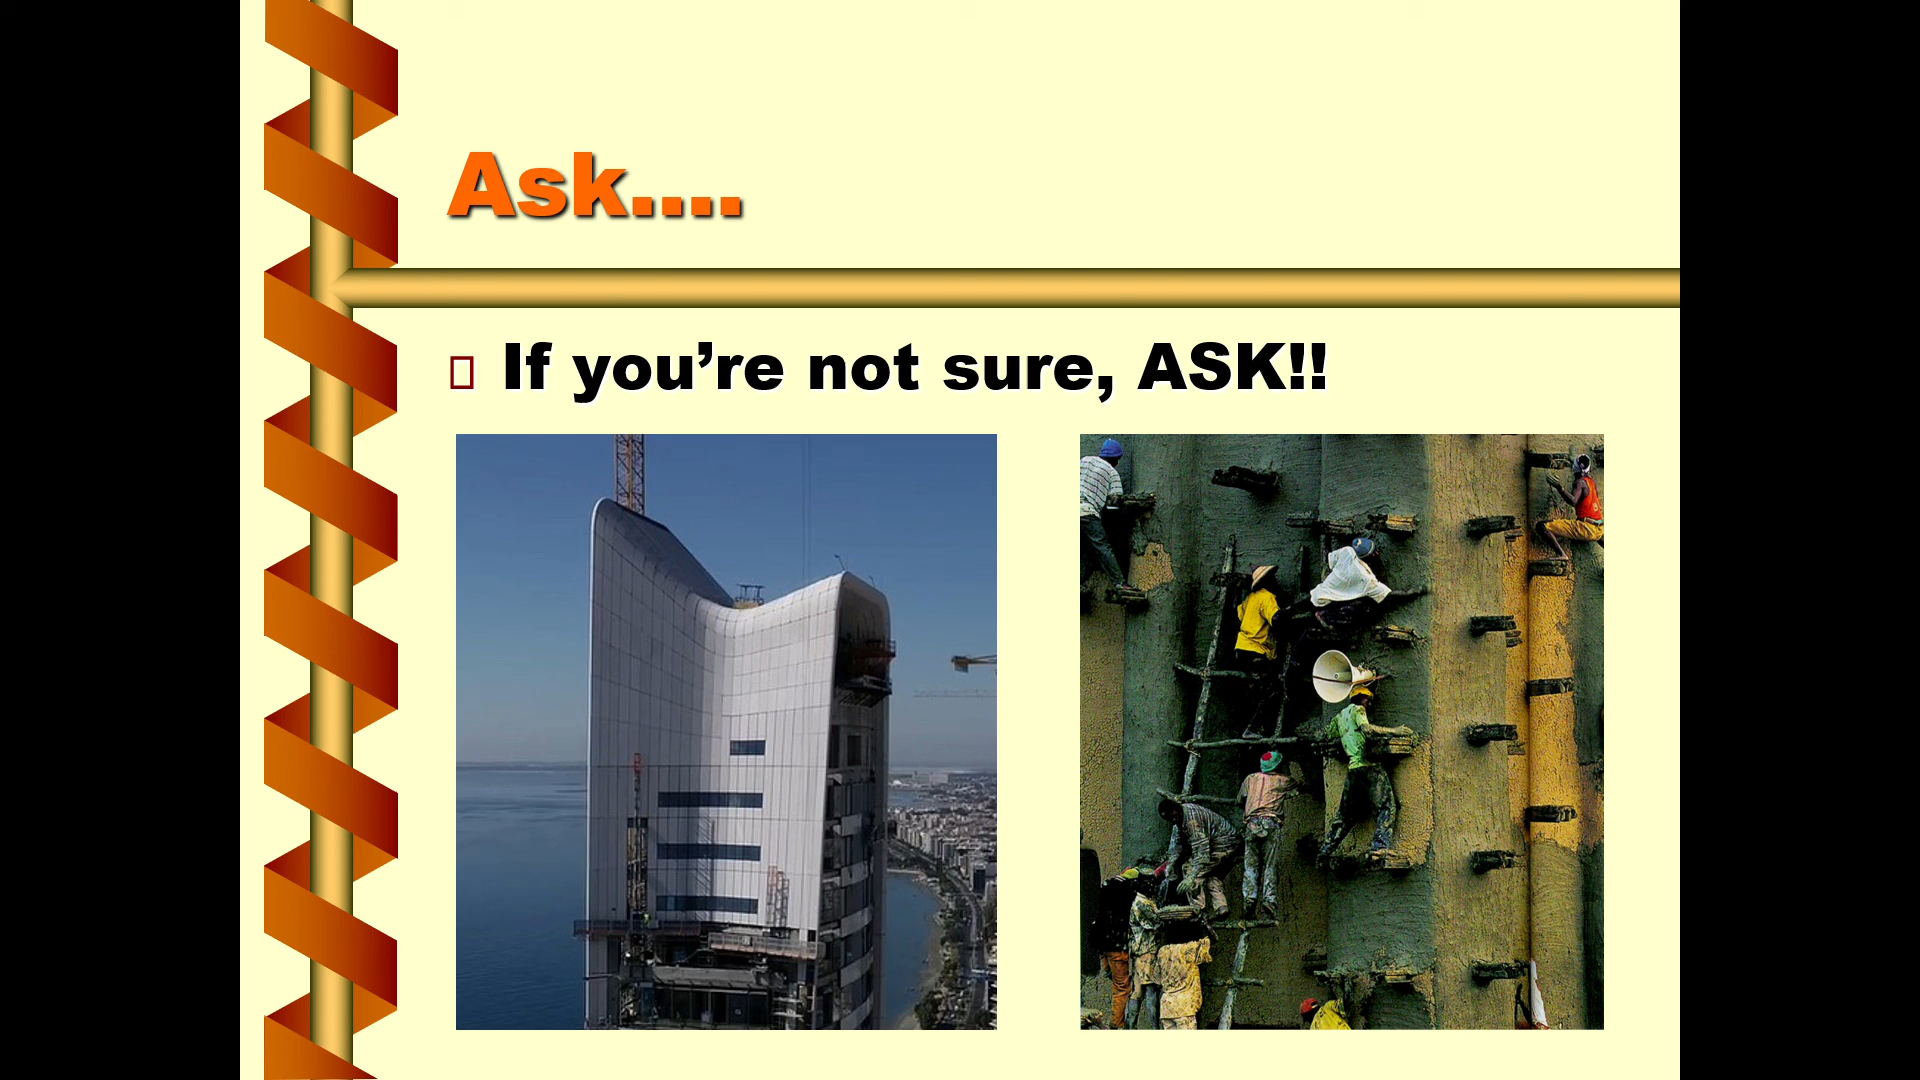 Ask....
If you’re not sure, ASK!!